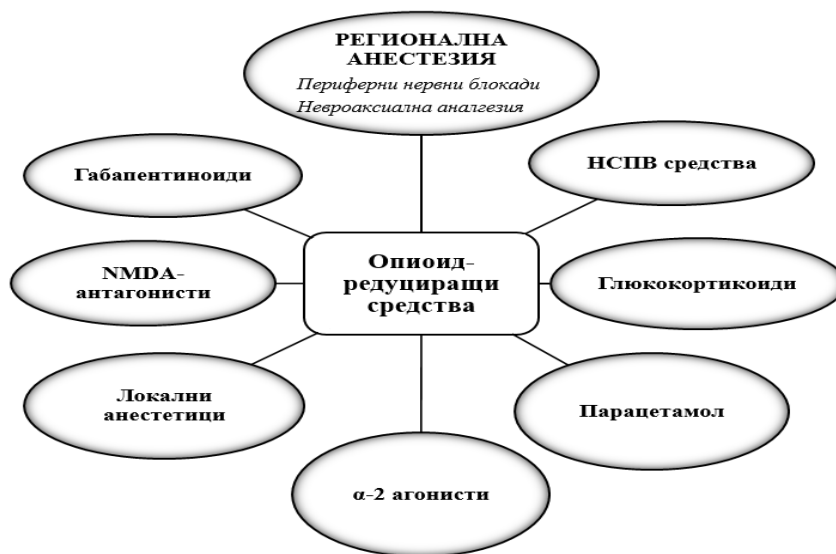 РЕГИОНАЛНА
АНЕСТЕЗИЯ
Периферни нервни блокади
Невроаксиална аналгезия
Габапентиноиди
НСПВ средства
NMDA-
антагонисти
Опиоид-
редуциращи
средства
Глюкокортикоиди
Локални
анестетици
Парацетамол
α-2 агонисти